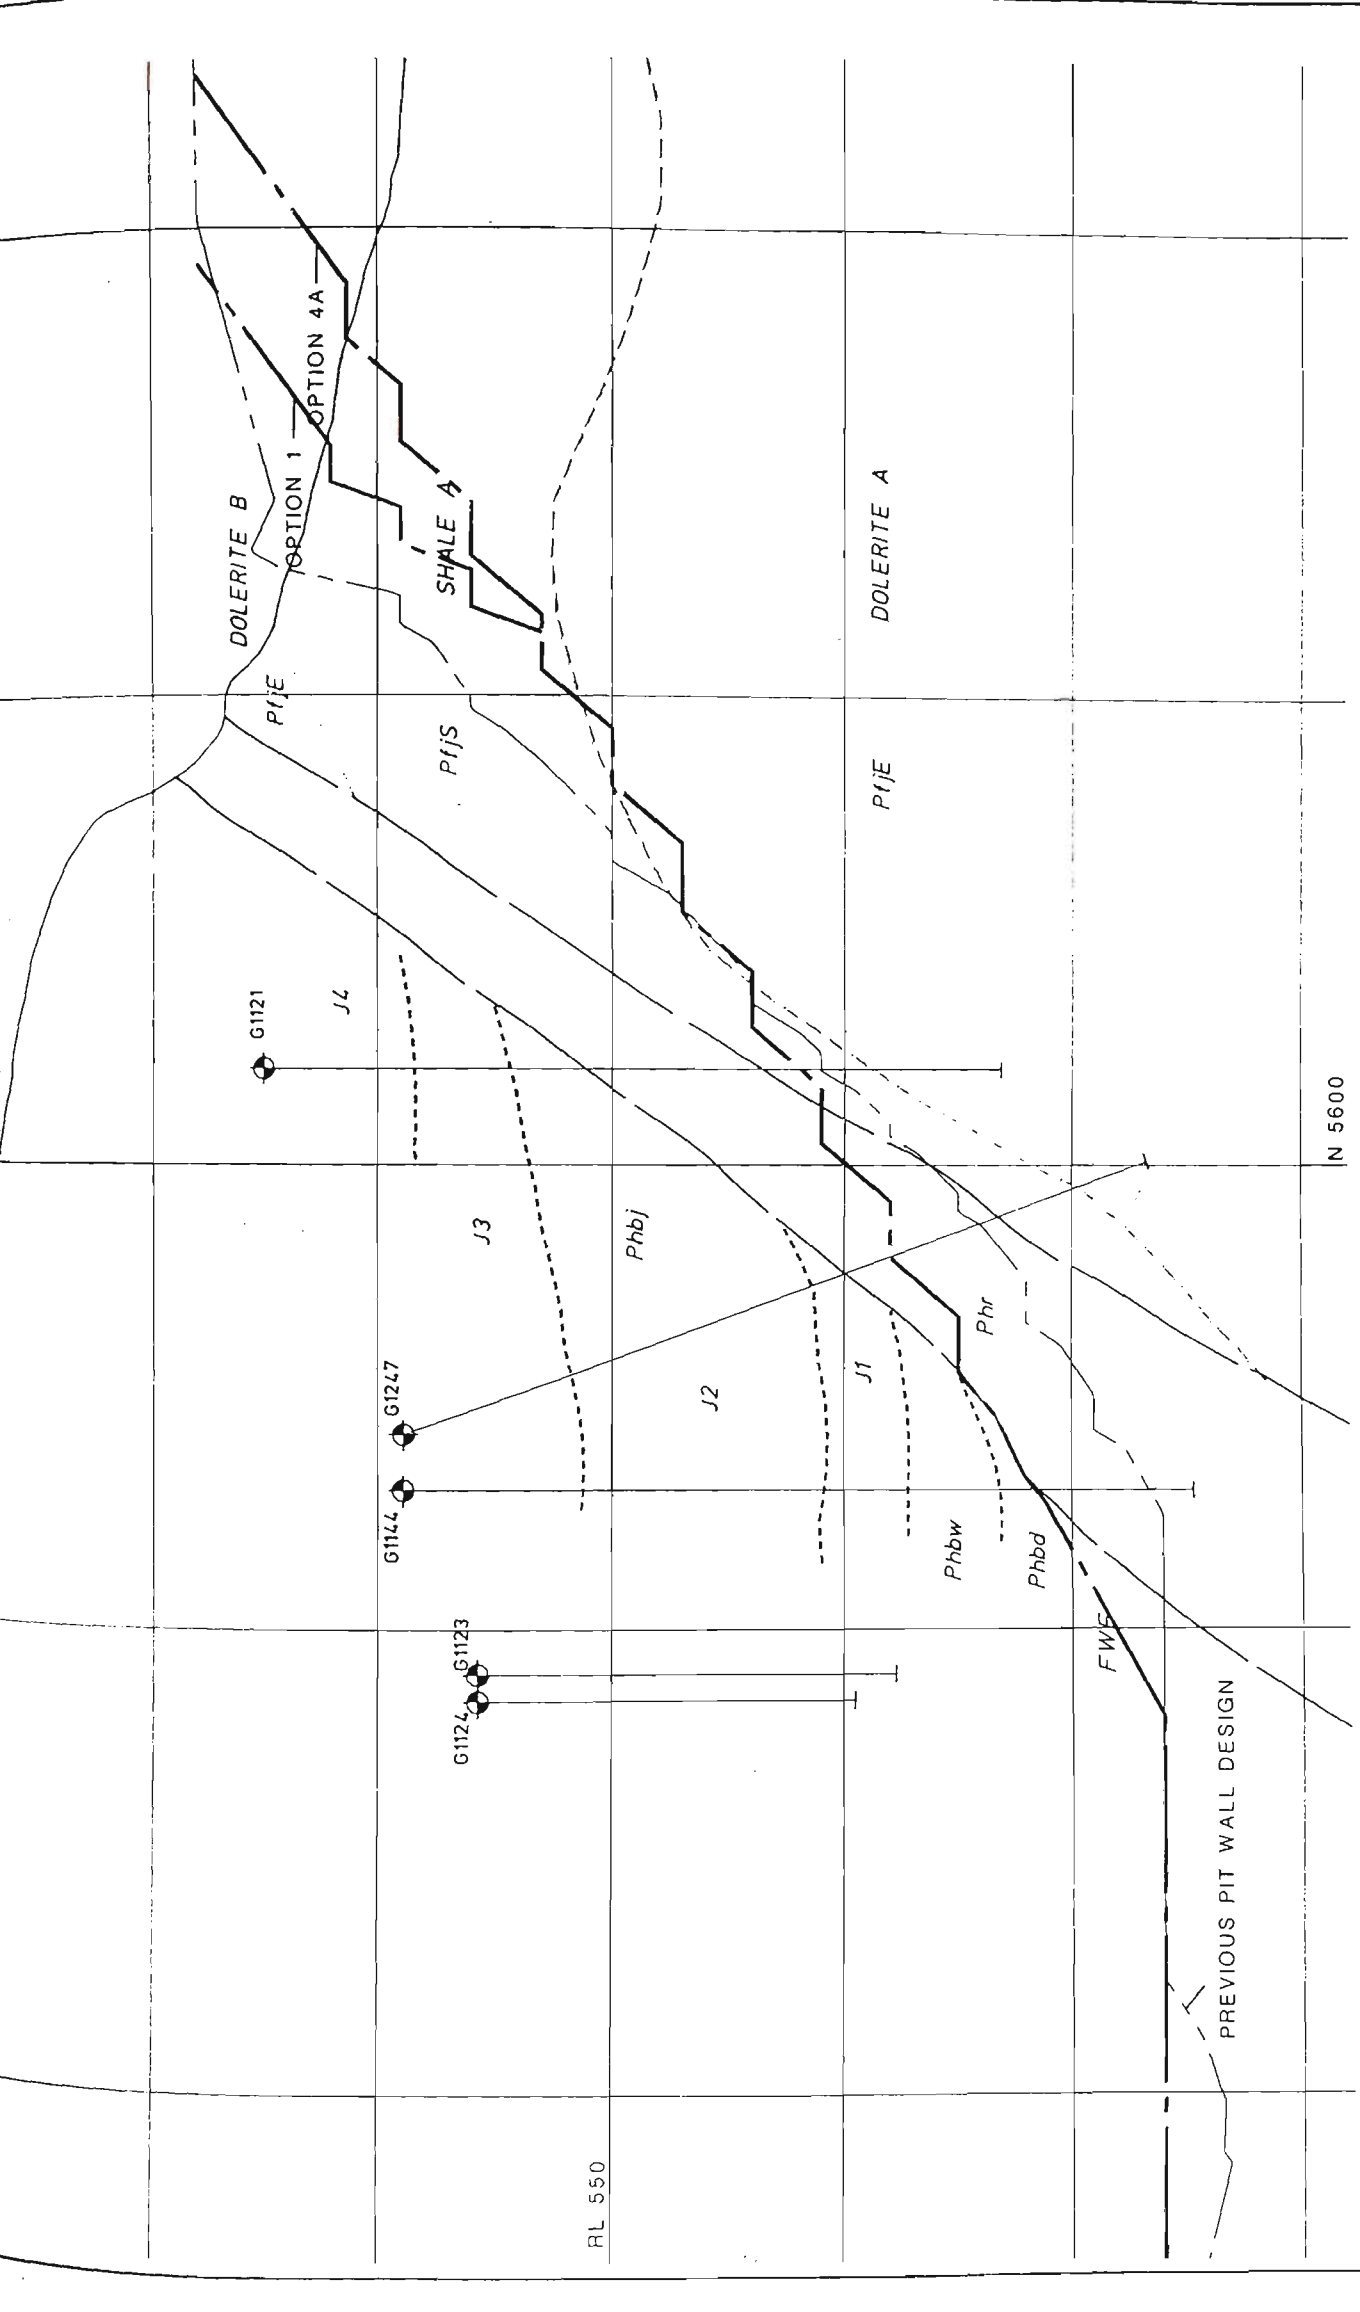 RL 550
PREVIOUS PIT WALL DESIGN
G1124
G1123
G1144
G1247
G1121
J4
J3
Phbj
J2
J1
Phbw
Phbd
FWS
Phr
N 5600
PfjE
PfjS
PfjE
DOLERITE B
OPTION 1
OPTION 4A
SHALE A
DOLERITE A